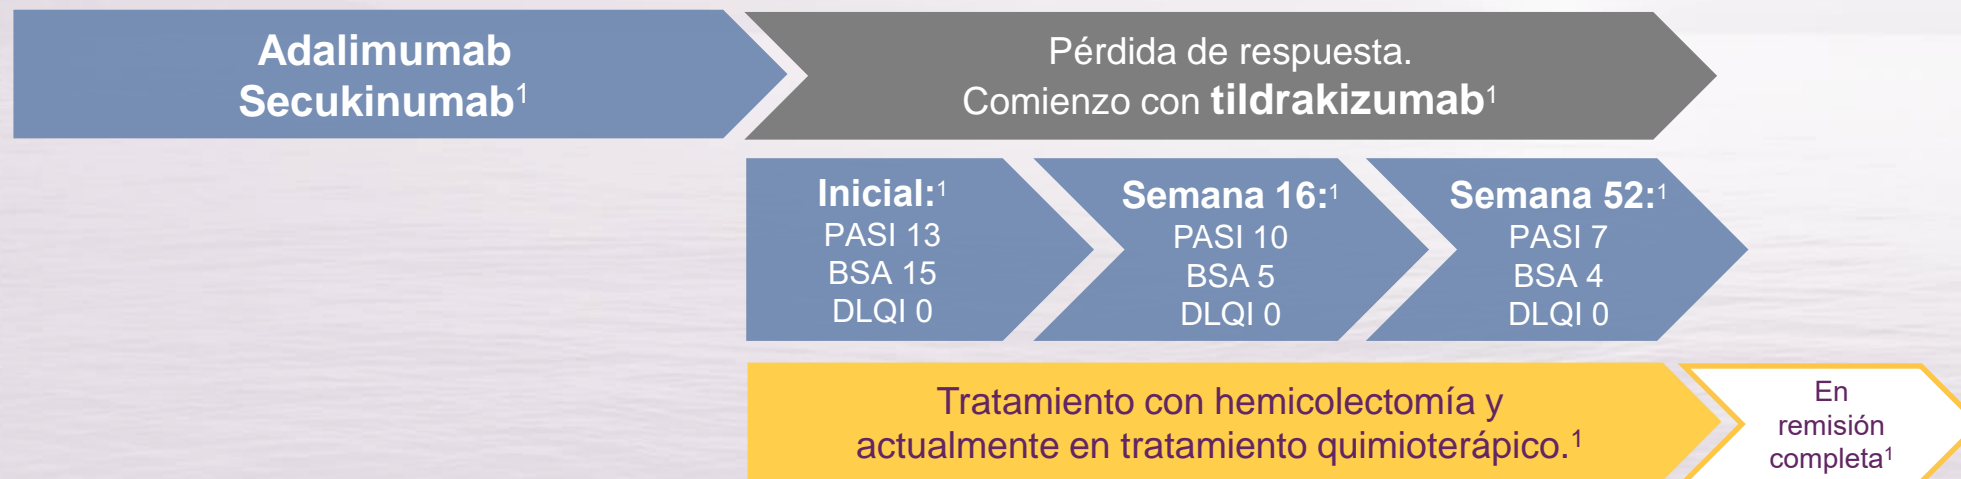 Adalimumab
Secukinumab¹
Pérdida de respuesta.
Comienzo con tildrakizumab¹
Inicial:¹
PASI 13
BSA 15
DLQI 0
Semana 16:¹
PASI 10
BSA 5
DLQI 0
Semana 52:¹
PASI 7
BSA 4
DLQI 0
Tratamiento con hemicolectomía y
actualmente en tratamiento quimioterápico.¹
En
remisión
completa¹